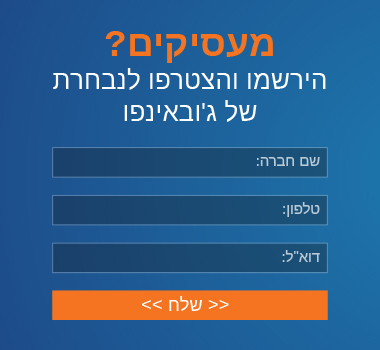 מעסיקים?
הירשמו והצטרפו לנבחרת
של ג'ובאינפו
שם חברה:
טלפון:
דוא"ל:
<< שלח >>